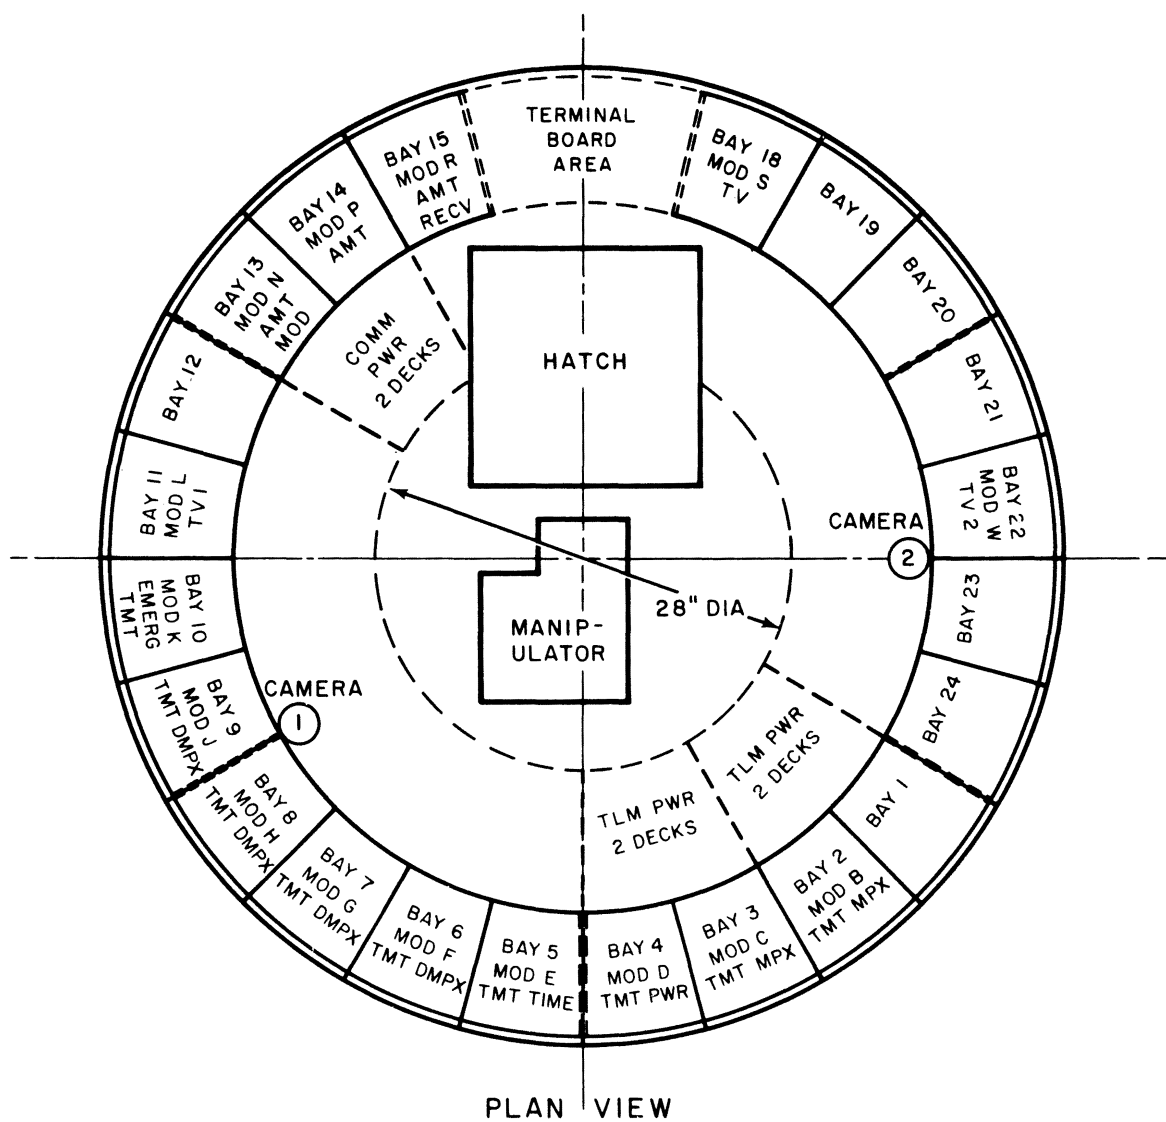 TERMINAL
BOARD
AREA
BAY 18
MOD S
TV
BAY 19
BAY 20
BAY 21
BAY 22
MOD W
TV 2
BAY 23
BAY 24
BAY 1
BAY 2
MOD B
TMT MPX
BAY 3
MOD C
TMT MPX
BAY 4
MOD D
TMT PWR
BAY 5
MOD E
TMT TIME
BAY 6
MOD F
TMT DMPX
BAY 7
MOD G
TMT DMPX
BAY 8
MOD H
TMT DMPX
BAY 9
MOD J
TMT DMPX
BAY 10
MOD K
EMERG
TMT
BAY 11
MOD L
TV1
BAY 12
BAY 13
MOD N
AMT
MOD
BAY 14
MOD P
AMT
BAY 15
MOD R
AMT
RECV
COMM
PWR
2 DECKS
HATCH
CAMERA
2
28" DIA
MANIP-
ULATOR
CAMERA
1
TLM PWR
2 DECKS
TLM PWR
2 DECKS
PLAN VIEW